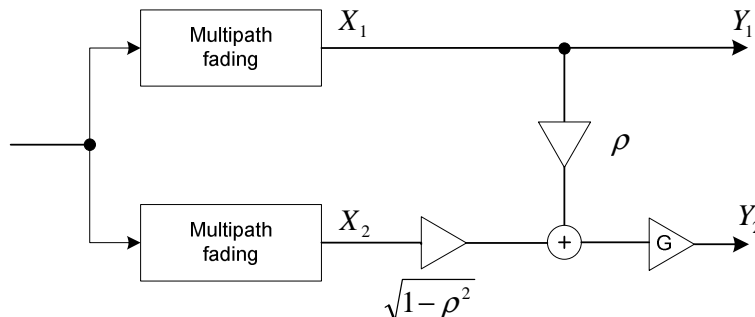 Multipath
fading
X₁
Y₁
ρ
Multipath
fading
X₂
√(1−ρ²)
+
G
Y₂